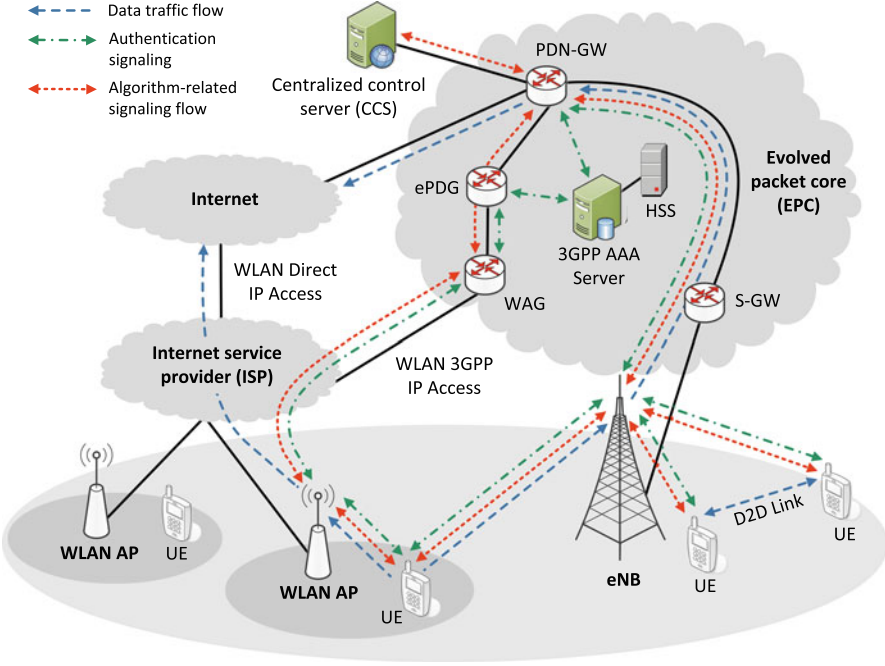 Data traffic flow
Authentication
signaling
Algorithm-related
signaling flow
Centralized control
server (CCS)
PDN-GW
Evolved
packet core
(EPC)
ePDG
HSS
3GPP AAA
Server
Internet
WLAN Direct
IP Access
WAG
S-GW
Internet service
provider (ISP)
WLAN 3GPP
IP Access
WLAN AP
UE
WLAN AP
UE
eNB
D2D Link
UE
UE